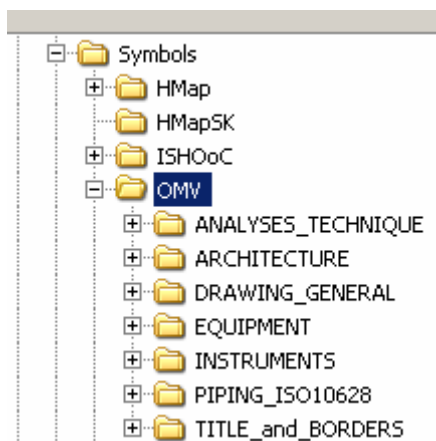 Symbols
HMap
HMapSK
ISHOoC
OMV
ANALYSES_TECHNIQUE
ARCHITECTURE
DRAWING_GENERAL
EQUIPMENT
INSTRUMENTS
PIPING_ISO10628
TITLE_and_BORDERS